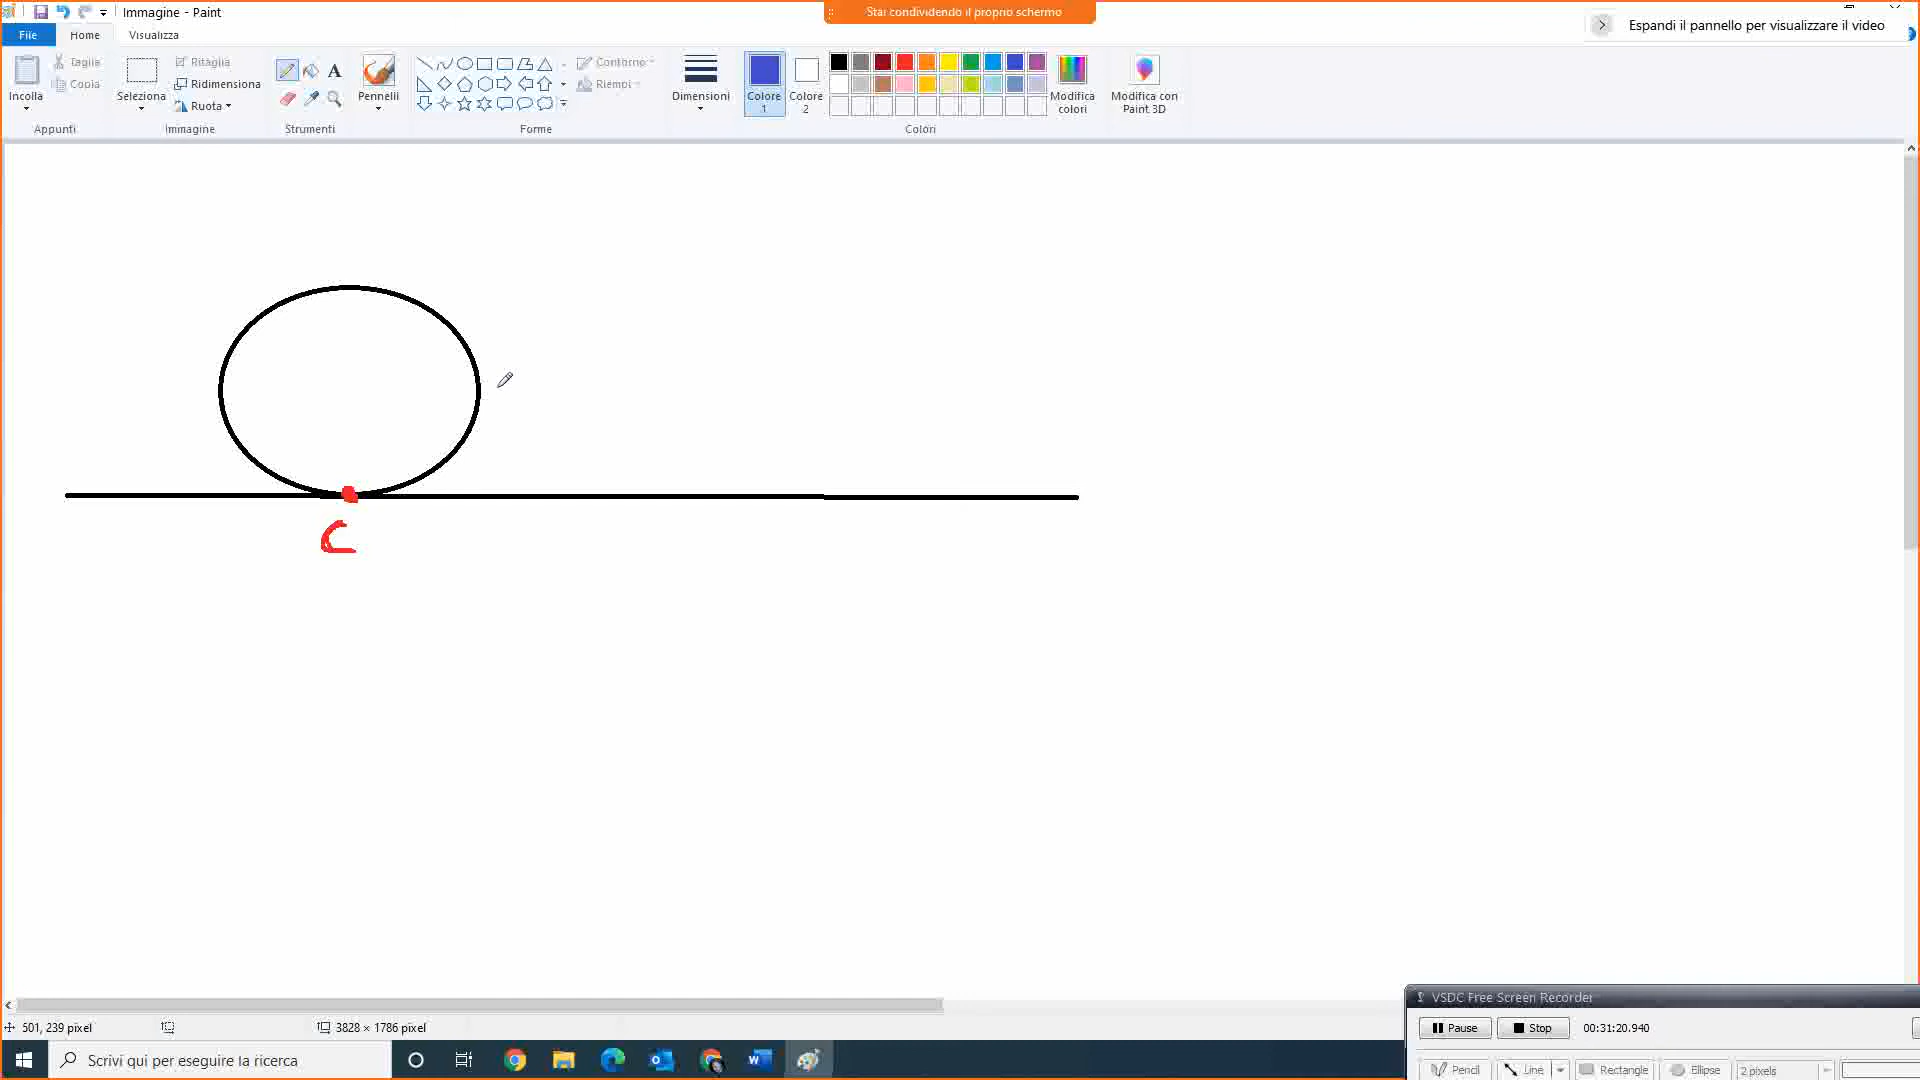 Immagine - Paint
Stai condividendo il proprio schermo
Espandi il pannello per visualizzare il video
File Home Visualizza
Incolla
Taglia
Copia
Appunti
Seleziona
Ritaglia
Ridimensiona
Ruota
Immagine
A
Strumenti
Pennelli
Contorno
Riempi
Forme
Dimensioni
Colore 1
Colore 2
Modifica colori
Colori
Modifica con Paint 3D
C
501, 239 pixel
3828 × 1786 pixel
VSDC Free Screen Recorder
Pause Stop 00:31:20.940
Pencil Line Rectangle Ellipse 2 pixels
Scrivi qui per eseguire la ricerca